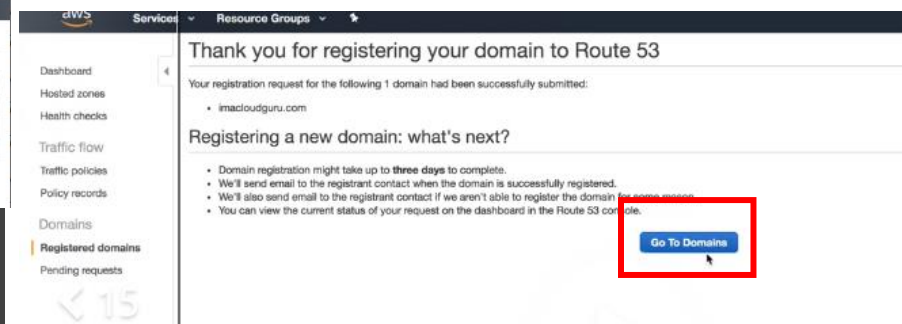 aws Services Resource Groups
Dashboard
Hosted zones
Health checks
Traffic flow
Traffic policies
Policy records
Domains
Registered domains
Pending requests
15
Thank you for registering your domain to Route 53
Your registration request for the following 1 domain had been successfully submitted:
• imacloudguru.com
Registering a new domain: what's next?
• Domain registration might take up to three days to complete.
• We'll send email to the registrant contact when the domain is successfully registered.
• We'll also send email to the registrant contact if we aren't able to register the domain for some reason.
• You can view the current status of your request on the dashboard in the Route 53 console.
Go To Domains